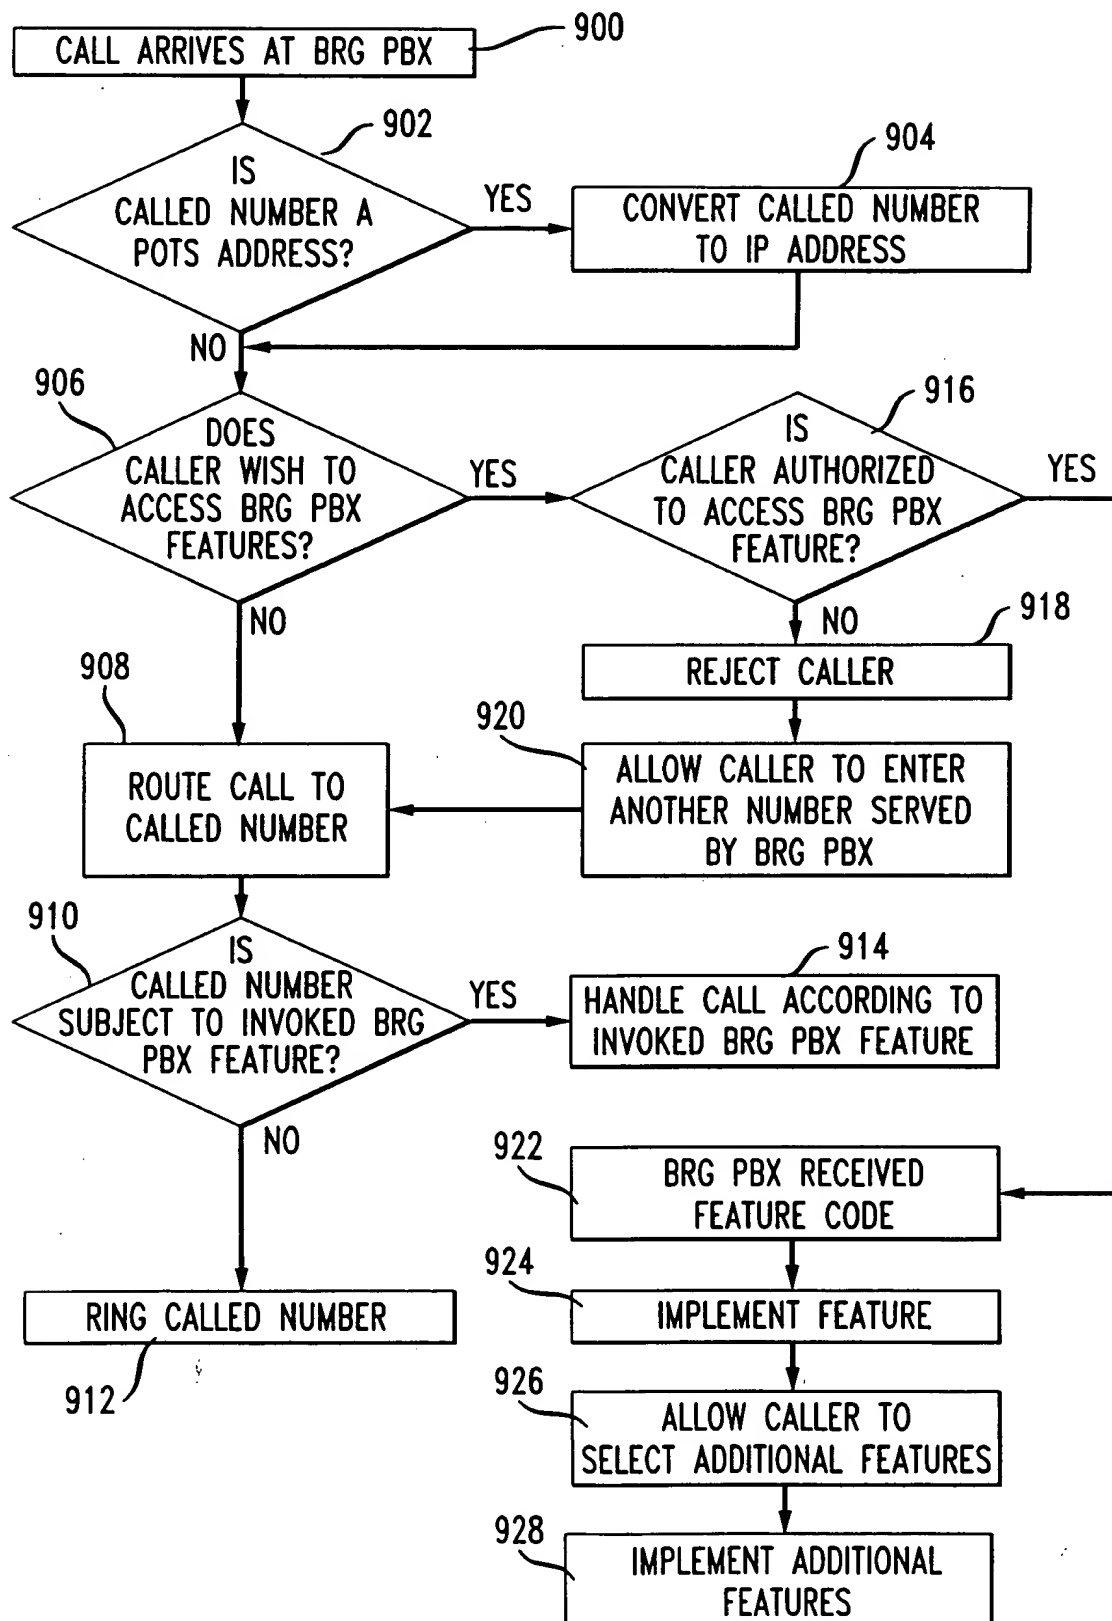 CALL ARRIVES AT BRG PBX
900
902
IS
CALLED NUMBER A
POTS ADDRESS?
YES
904
CONVERT CALLED NUMBER
TO IP ADDRESS
NO
906
DOES
CALLER WISH TO
ACCESS BRG PBX
FEATURES?
YES
916
IS
CALLER AUTHORIZED
TO ACCESS BRG PBX
FEATURE?
YES
NO
NO
918
REJECT CALLER
908
ROUTE CALL TO
CALLED NUMBER
920
ALLOW CALLER TO ENTER
ANOTHER NUMBER SERVED
BY BRG PBX
910
IS
CALLED NUMBER
SUBJECT TO INVOKED BRG
PBX FEATURE?
YES
914
HANDLE CALL ACCORDING TO
INVOKED BRG PBX FEATURE
NO
922
BRG PBX RECEIVED
FEATURE CODE
924
IMPLEMENT FEATURE
RING CALLED NUMBER
912
926
ALLOW CALLER TO
SELECT ADDITIONAL FEATURES
928
IMPLEMENT ADDITIONAL
FEATURES